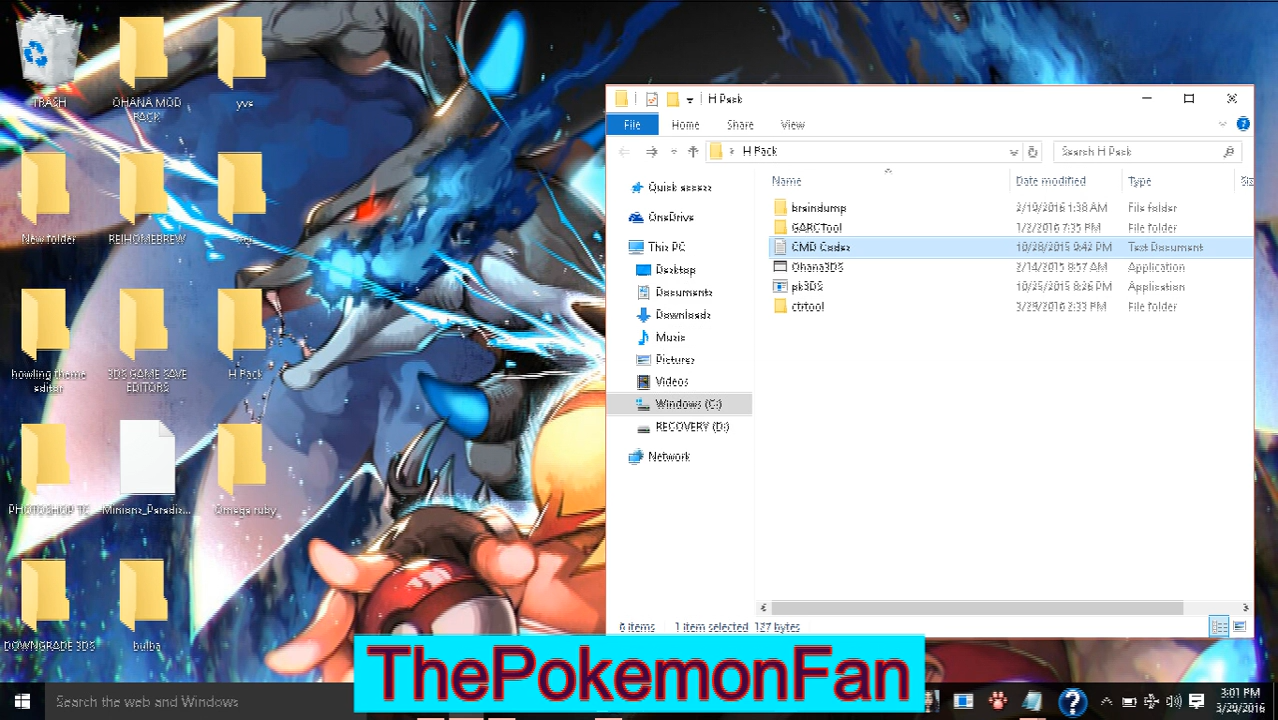 TRASH
OHANA MOD
PACK
yvs
New folder
REIHOMEBREW
howling theme
editor
3DS GAME SAVE
EDITORS
H Pack
PHOTOSHOP TE...
Minions_Paradis...
Omega ruby
DOWNGRADE 3DS
bulba
H Pack
File
Home
Share
View
H Pack
Search H Pack
Name
Date modified
Type
Quick access
OneDrive
This PC
Desktop
Documents
Downloads
Music
Pictures
Videos
Windows (C:)
RECOVERY (D:)
Network
braindump 2/19/2016 1:38 AM File folder
GARCTool 1/2/2016 7:35 PM File folder
CMD Codes 10/28/2015 9:42 PM Text Document
Ohana3DS 2/14/2015 8:57 AM Application
pk3DS 10/25/2015 8:26 PM Application
ctrtool 3/29/2016 2:33 PM File folder
6 items 1 item selected 137 bytes
ThePokemonFan
Search the web and Windows
3:01 PM
3/29/2016